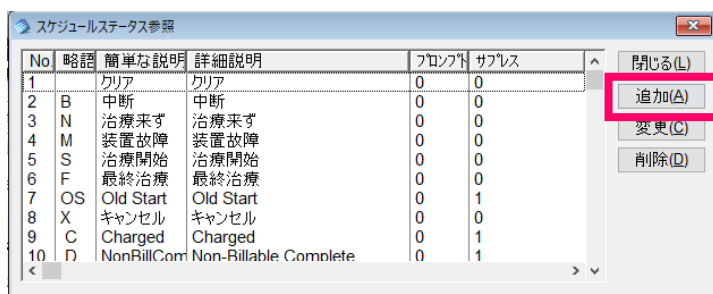 スケジュールステータス参照
No. 略語 簡単な説明 詳細説明 プロンプト サプレス
1 クリア クリア 0 0
2 B 中断 中断 0 0
3 N 治療来ず 治療来ず 0 0
4 M 装置故障 装置故障 0 0
5 S 治療開始 治療開始 0 0
6 F 最終治療 最終治療 0 0
7 OS Old Start Old Start 0 1
8 X キャンセル キャンセル 0 0
9 C Charged Charged 0 1
10 D NonBillCom Non-Billable Complete 0 1
閉じる(L)
追加(A)
変更(C)
削除(D)